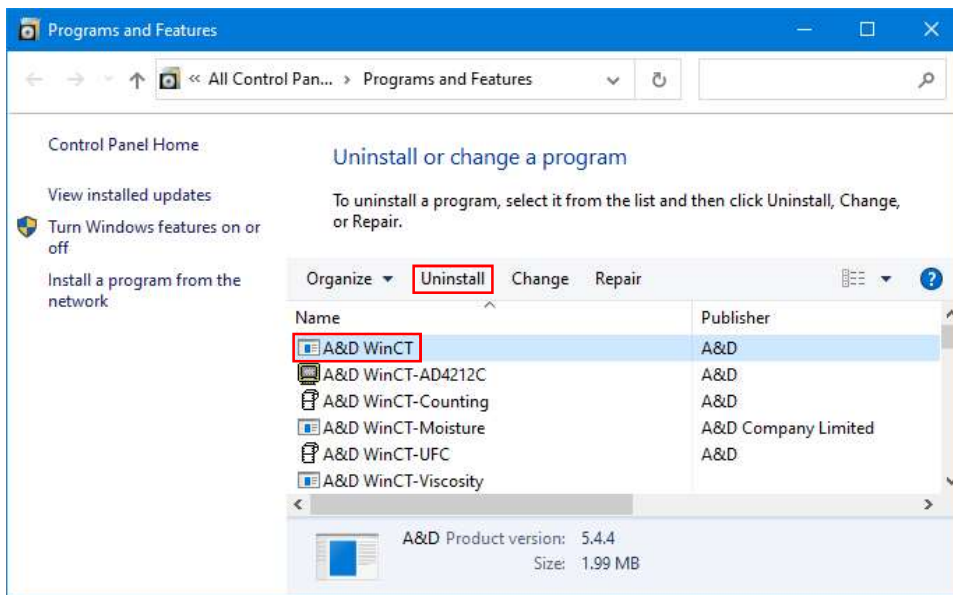 Programs and Features
« All Control Pan... > Programs and Features
Control Panel Home
View installed updates
Turn Windows features on or
off
Install a program from the
network
Uninstall or change a program
To uninstall a program, select it from the list and then click Uninstall, Change,
or Repair.
Organize Uninstall Change Repair
Name Publisher
A&D WinCT A&D
A&D WinCT-AD4212C A&D
A&D WinCT-Counting A&D
A&D WinCT-Moisture A&D Company Limited
A&D WinCT-UFC A&D
A&D WinCT-Viscosity
A&D Product version: 5.4.4
Size: 1.99 MB